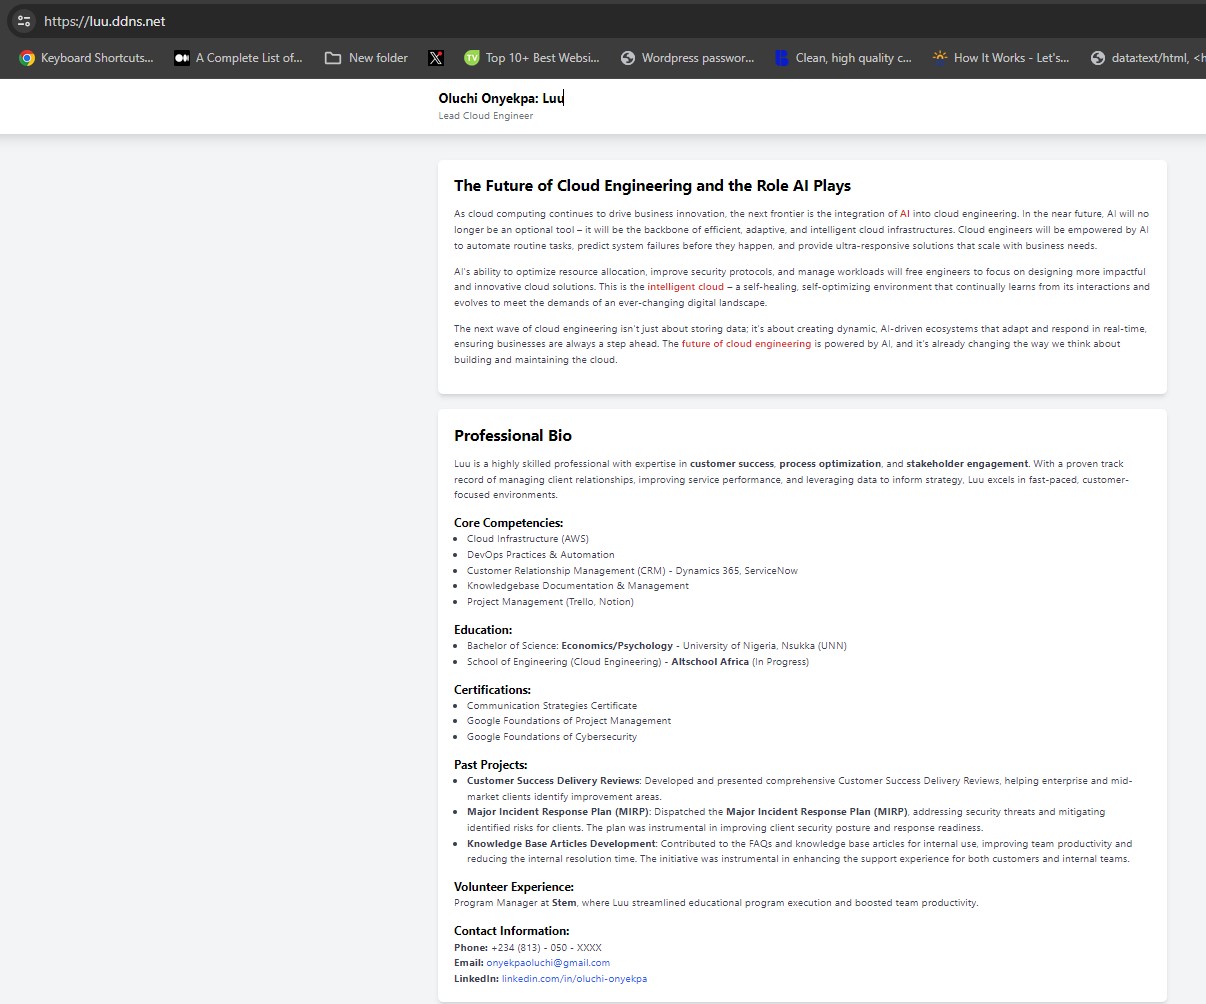 https://luu.ddns.net
Keyboard Shortcuts... A Complete List of... New folder X TV Top 10+ Best Websi... Wordpress passwor... Clean, high quality c... How It Works - Let's... data:text/html, <h
Oluchi Onyekpa: Luu
Lead Cloud Engineer
The Future of Cloud Engineering and the Role AI Plays
As cloud computing continues to drive business innovation, the next frontier is the integration of AI into cloud engineering. In the near future, AI will no
longer be an optional tool – it will be the backbone of efficient, adaptive, and intelligent cloud infrastructures. Cloud engineers will be empowered by AI
to automate routine tasks, predict system failures before they happen, and provide ultra-responsive solutions that scale with business needs.
AI's ability to optimize resource allocation, improve security protocols, and manage workloads will free engineers to focus on designing more impactful
and innovative cloud solutions. This is the intelligent cloud – a self-healing, self-optimizing environment that continually learns from its interactions and
evolves to meet the demands of an ever-changing digital landscape.
The next wave of cloud engineering isn't just about storing data; it's about creating dynamic, AI-driven ecosystems that adapt and respond in real-time,
ensuring businesses are always a step ahead. The future of cloud engineering is powered by AI, and it's already changing the way we think about
building and maintaining the cloud.
Professional Bio
Luu is a highly skilled professional with expertise in customer success, process optimization, and stakeholder engagement. With a proven track
record of managing client relationships, improving service performance, and leveraging data to inform strategy, Luu excels in fast-paced, customer-
focused environments.
Core Competencies:
• Cloud Infrastructure (AWS)
• DevOps Practices & Automation
• Customer Relationship Management (CRM) - Dynamics 365, ServiceNow
• Knowledgebase Documentation & Management
• Project Management (Trello, Notion)
Education:
• Bachelor of Science: Economics/Psychology - University of Nigeria, Nsukka (UNN)
• School of Engineering (Cloud Engineering) - Altschool Africa (In Progress)
Certifications:
• Communication Strategies Certificate
• Google Foundations of Project Management
• Google Foundations of Cybersecurity
Past Projects:
• Customer Success Delivery Reviews: Developed and presented comprehensive Customer Success Delivery Reviews, helping enterprise and mid-
market clients identify improvement areas.
• Major Incident Response Plan (MIRP): Dispatched the Major Incident Response Plan (MIRP), addressing security threats and mitigating
identified risks for clients. The plan was instrumental in improving client security posture and response readiness.
• Knowledge Base Articles Development: Contributed to the FAQs and knowledge base articles for internal use, improving team productivity and
reducing the internal resolution time. The initiative was instrumental in enhancing the support experience for both customers and internal teams.
Volunteer Experience:
Program Manager at Stem, where Luu streamlined educational program execution and boosted team productivity.
Contact Information:
Phone: +234 (813) - 050 - XXXX
Email: onyekpaoluchi@gmail.com
LinkedIn: linkedin.com/in/oluchi-onyekpa